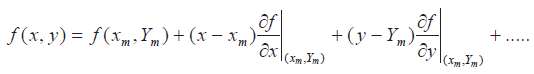 f(x, y) = f(x_m, Y_m) + (x − x_m) ∂f/∂x|_(x_m, Y_m) + (y − Y_m) ∂f/∂y|_(x_m, Y_m) + .....